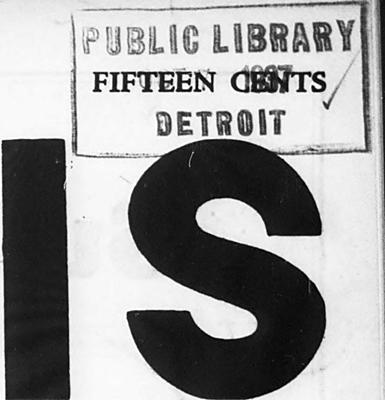 PUBLIC LIBRARY
FIFTEEN CENTS
DETROIT
IS